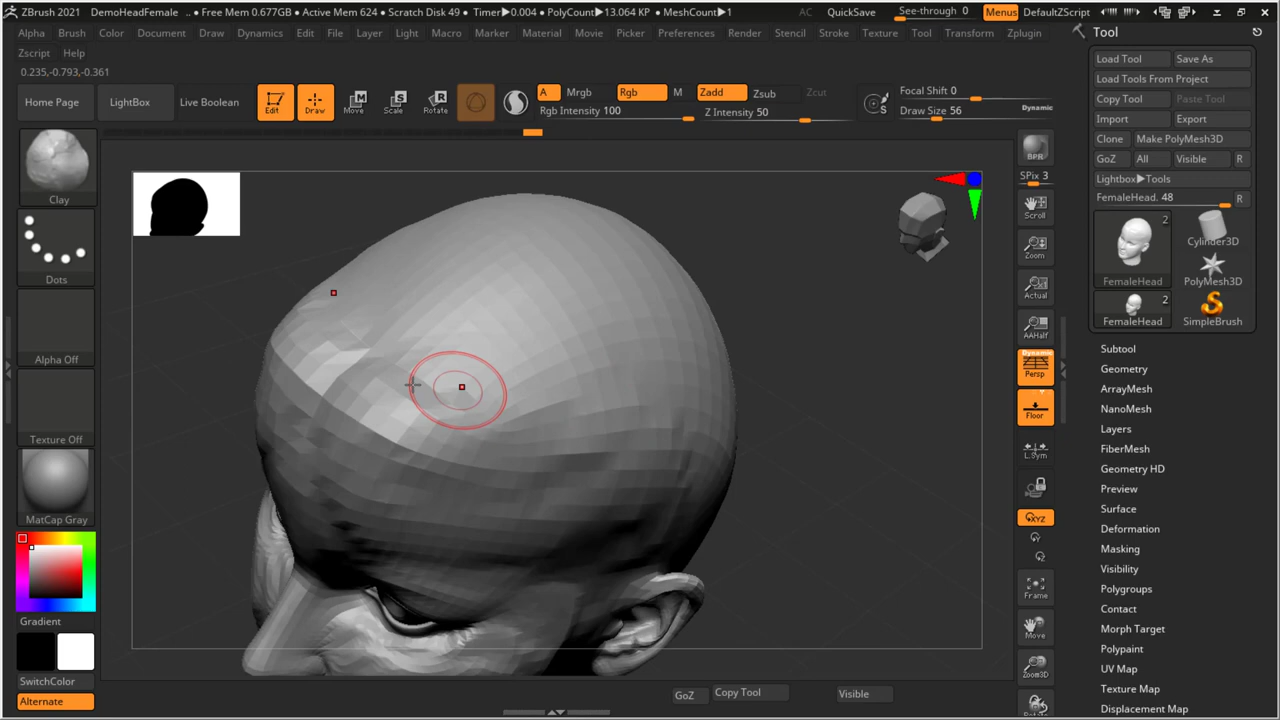 ZBrush 2021 DemoHeadFemale .. • Free Mem 0.677GB • Active Mem 624 • Scratch Disk 49 • Timer▶0.004 • PolyCount▶13.064 KP • MeshCount▶1 AC QuickSave See-through 0 Menus DefaultZScript
Alpha Brush Color Document Draw Dynamics Edit File Layer Light Macro Marker Material Movie Picker Preferences Render Stencil Stroke Texture Tool Transform Zplugin
Zscript Help
0.235,-0.793,-0.361
Home Page LightBox Live Boolean
Edit Draw Move Scale Rotate
A Mrgb Rgb M Zadd Zsub Zcut
Rgb Intensity 100 Z Intensity 50
S
Focal Shift 0
Draw Size 56 Dynamic
Clay
Dots
Alpha Off
Texture Off
MatCap Gray
Gradient
SwitchColor
Alternate
BPR
SPix 3
Scroll
Zoom
Actual
AAHalf
Dynamic
Persp
Floor
L.Sym
XYZ
Y
Z
Frame
Move
Zoom3D
Tool
Load Tool Save As
Load Tools From Project
Copy Tool Paste Tool
Import Export
Clone Make PolyMesh3D
GoZ All Visible R
Lightbox▶Tools
FemaleHead. 48 R
2
FemaleHead
Cylinder3D
PolyMesh3D
2
FemaleHead
SimpleBrush
Subtool
Geometry
ArrayMesh
NanoMesh
Layers
FiberMesh
Geometry HD
Preview
Surface
Deformation
Masking
Visibility
Polygroups
Contact
Morph Target
Polypaint
UV Map
Texture Map
Displacement Map
GoZ Copy Tool Visible